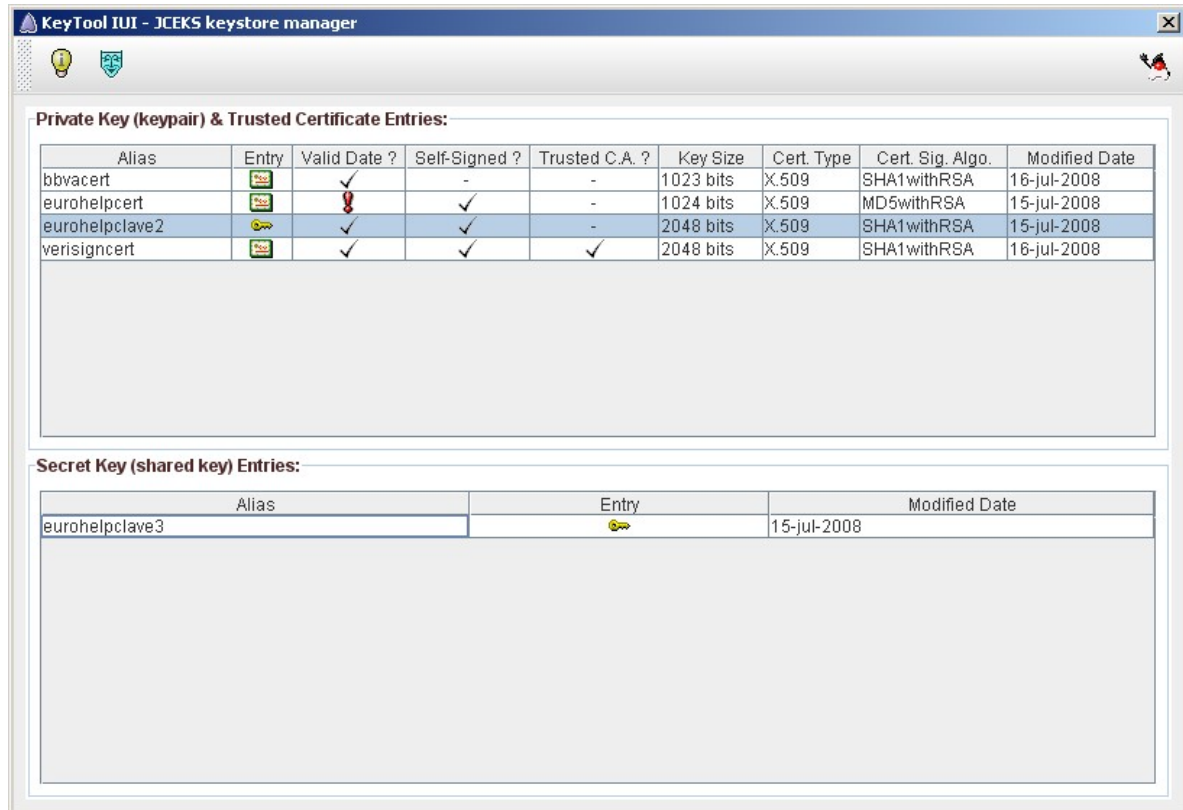 KeyTool IUI - JCEKS keystore manager
Private Key (keypair) & Trusted Certificate Entries:
Alias Entry Valid Date ? Self-Signed ? Trusted C.A. ? Key Size Cert. Type Cert. Sig. Algo. Modified Date
bbvacert - - 1023 bits X.509 SHA1withRSA 16-jul-2008
eurohelpcert - 1024 bits X.509 MD5withRSA 15-jul-2008
eurohelpclave2 - 2048 bits X.509 SHA1withRSA 15-jul-2008
verisigncert 2048 bits X.509 SHA1withRSA 16-jul-2008
Secret Key (shared key) Entries:
Alias Entry Modified Date
eurohelpclave3 15-jul-2008